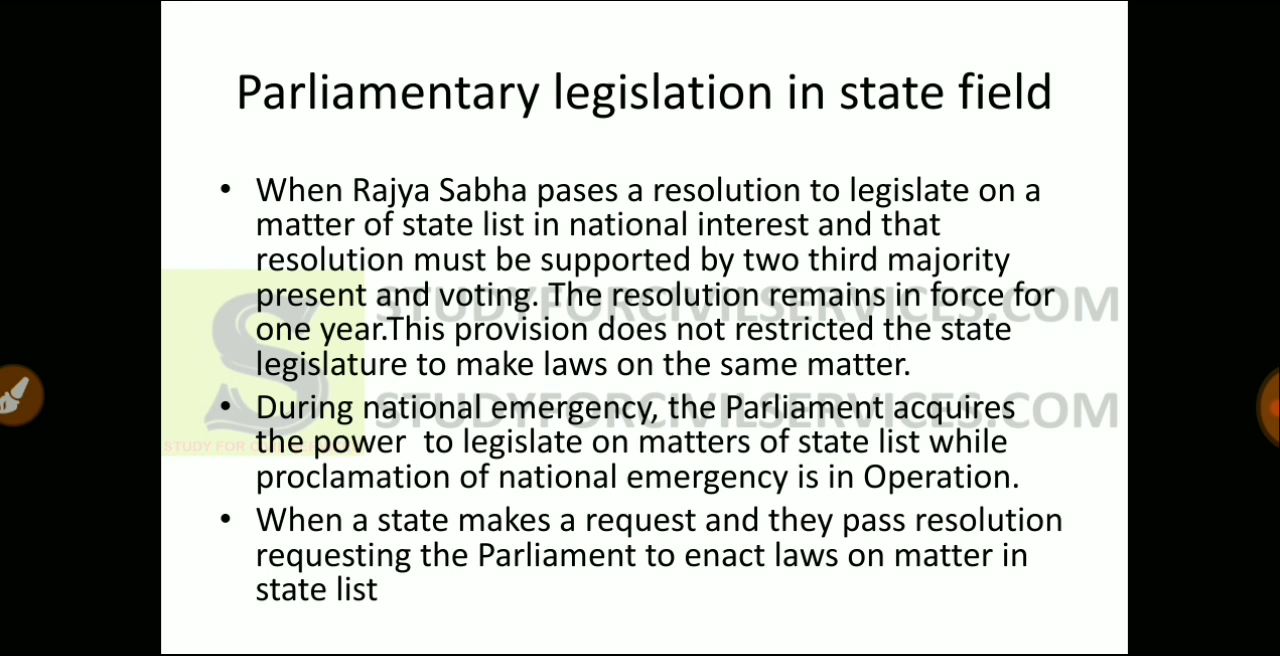 Parliamentary legislation in state field
• When Rajya Sabha pases a resolution to legislate on a
matter of state list in national interest and that
resolution must be supported by two third majority
present and voting. The resolution remains in force for
one year.This provision does not restricted the state
legislature to make laws on the same matter.
• During national emergency, the Parliament acquires
the power  to legislate on matters of state list while
proclamation of national emergency is in Operation.
• When a state makes a request and they pass resolution
requesting the Parliament to enact laws on matter in
state list
STUDYFORCIVILSERVICES.COM
STUDYFORCIVILSERVICES.COM
STUDY FOR